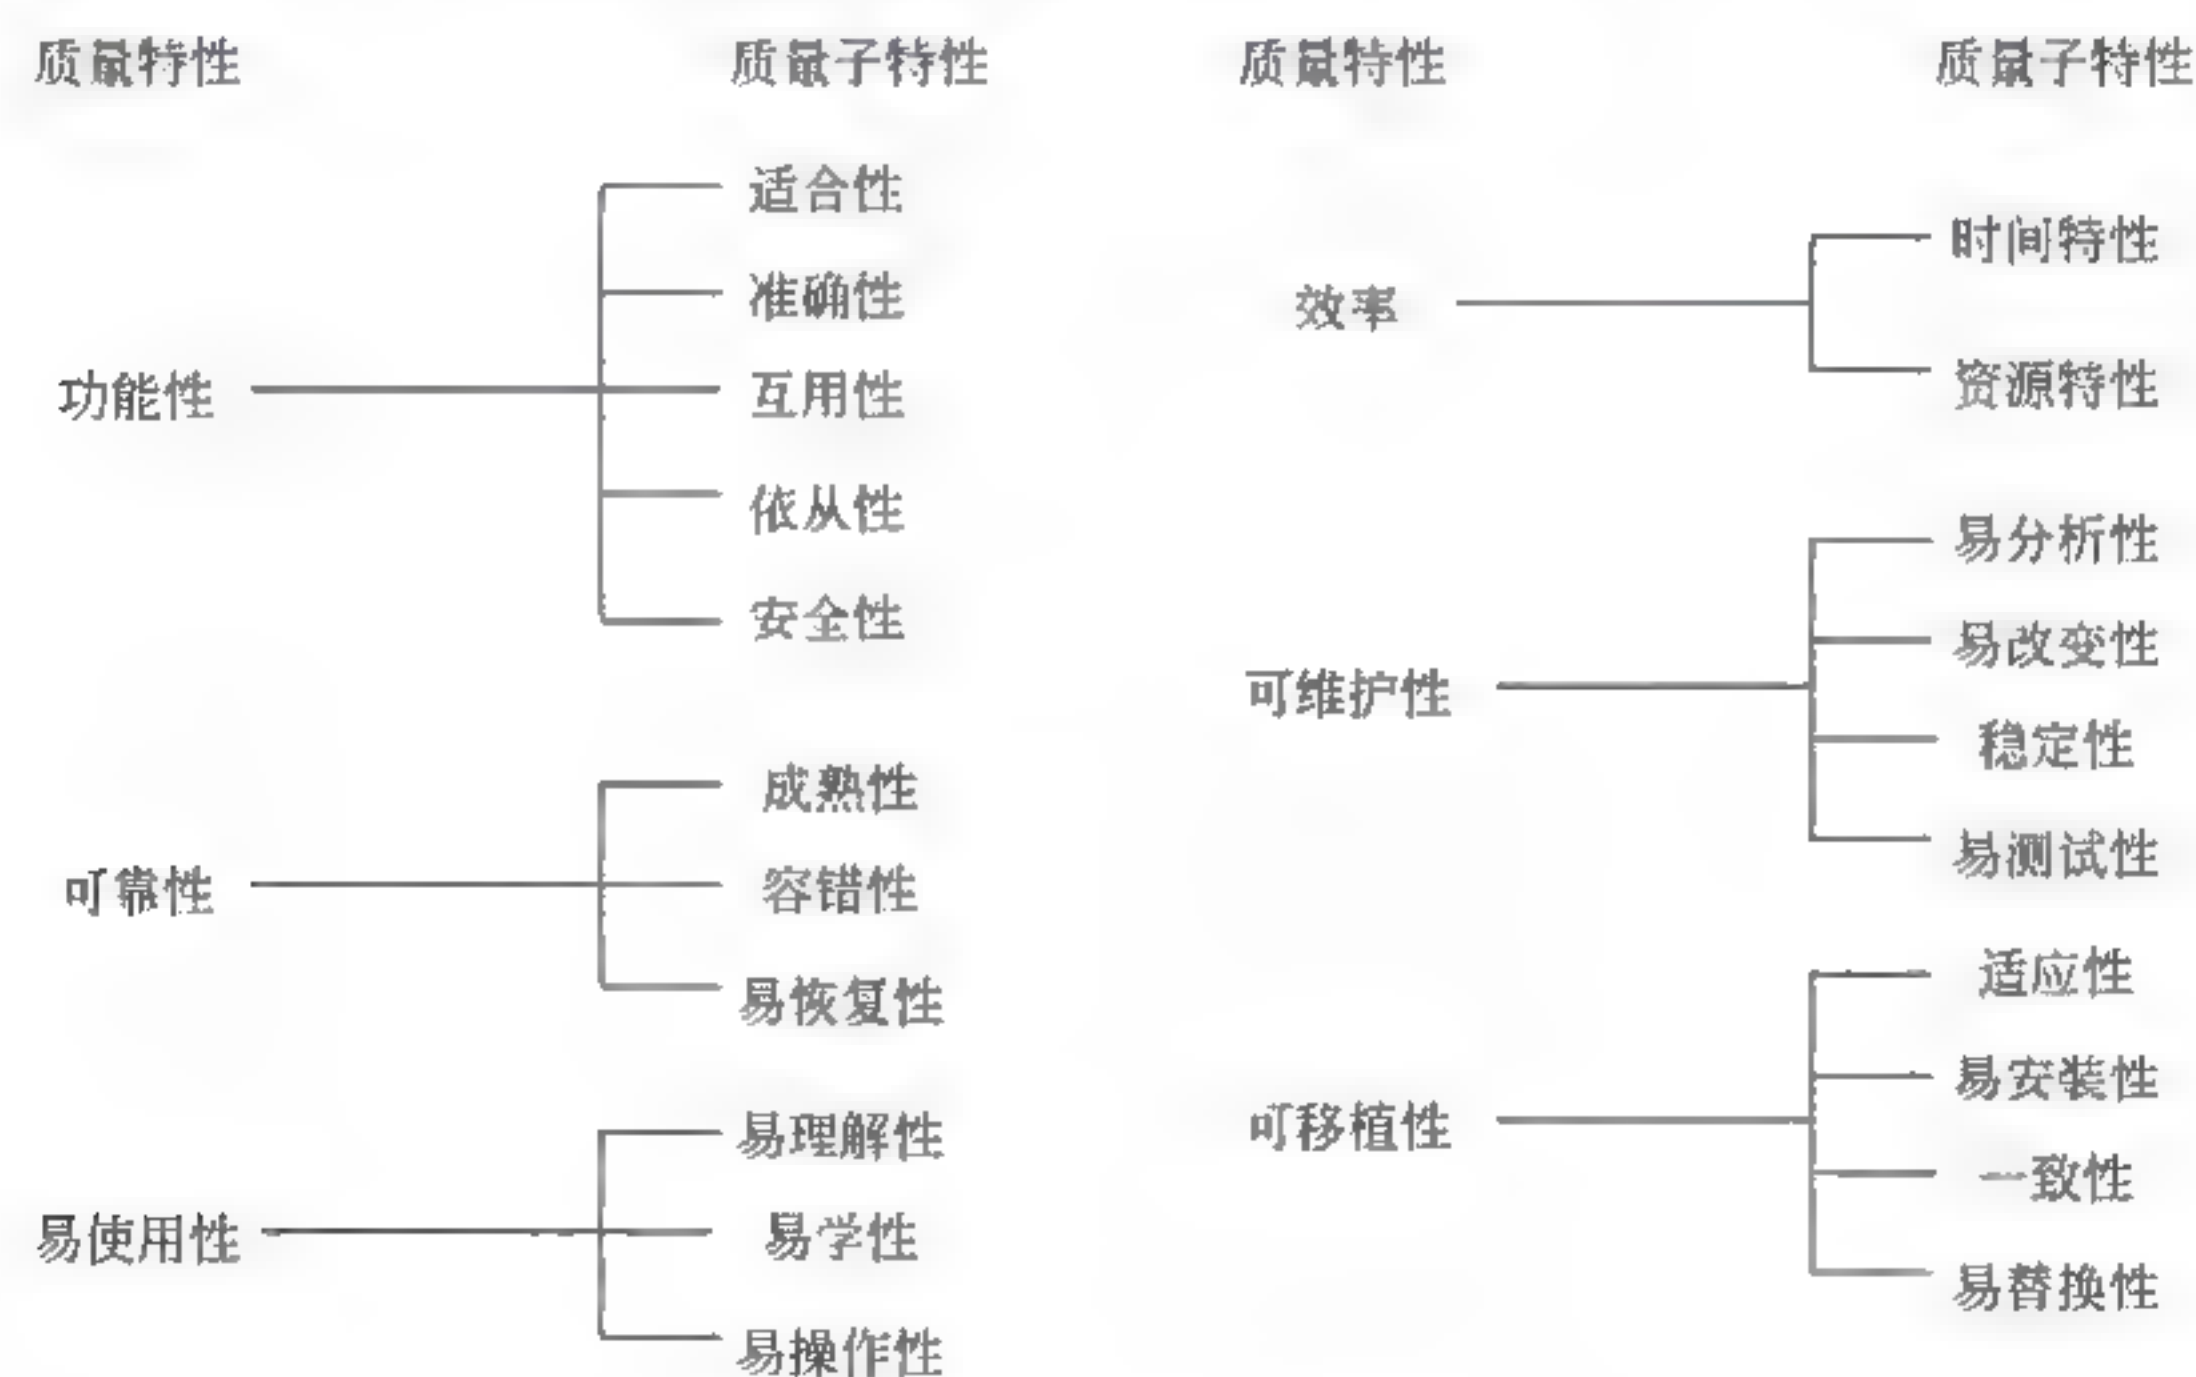 质量特性
质量子特性
功能性
适合性
准确性
互用性
依从性
安全性
可靠性
成熟性
容错性
易恢复性
易使用性
易理解性
易学性
易操作性
质量特性
质量子特性
效率
时间特性
资源特性
可维护性
易分析性
易改变性
稳定性
易测试性
可移植性
适应性
易安装性
一致性
易替换性